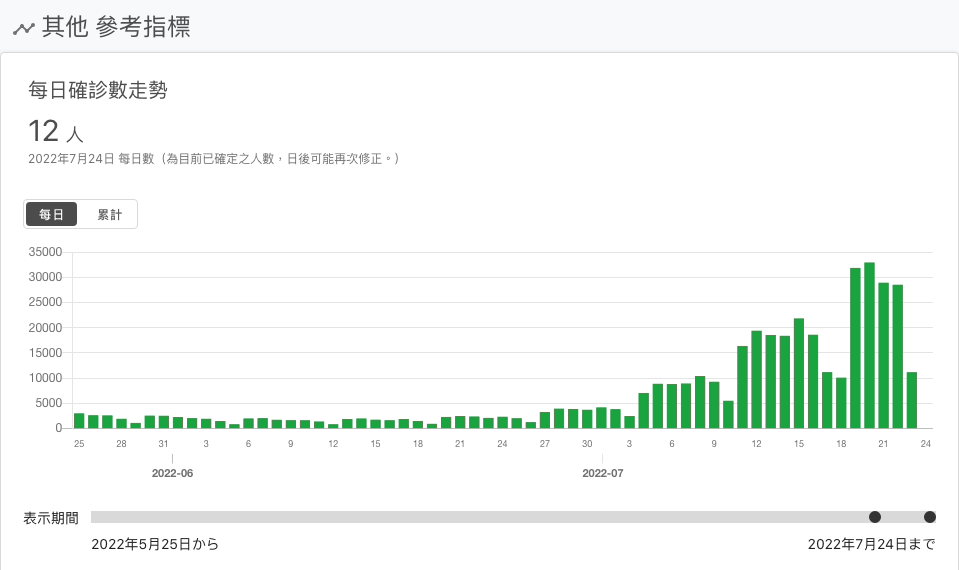 其他 參考指標
每日確診數走勢
12 人
2022年7月24日 每日數（為目前已確定之人數，日後可能再次修正。）
每日 累計
35000
30000
25000
20000
15000
10000
5000
0
25 28 31 3 6 9 12 15 18 21 24 27 30 3 6 9 12 15 18 21 24
2022-06 2022-07
表示期間
2022年5月25日から 2022年7月24日まで